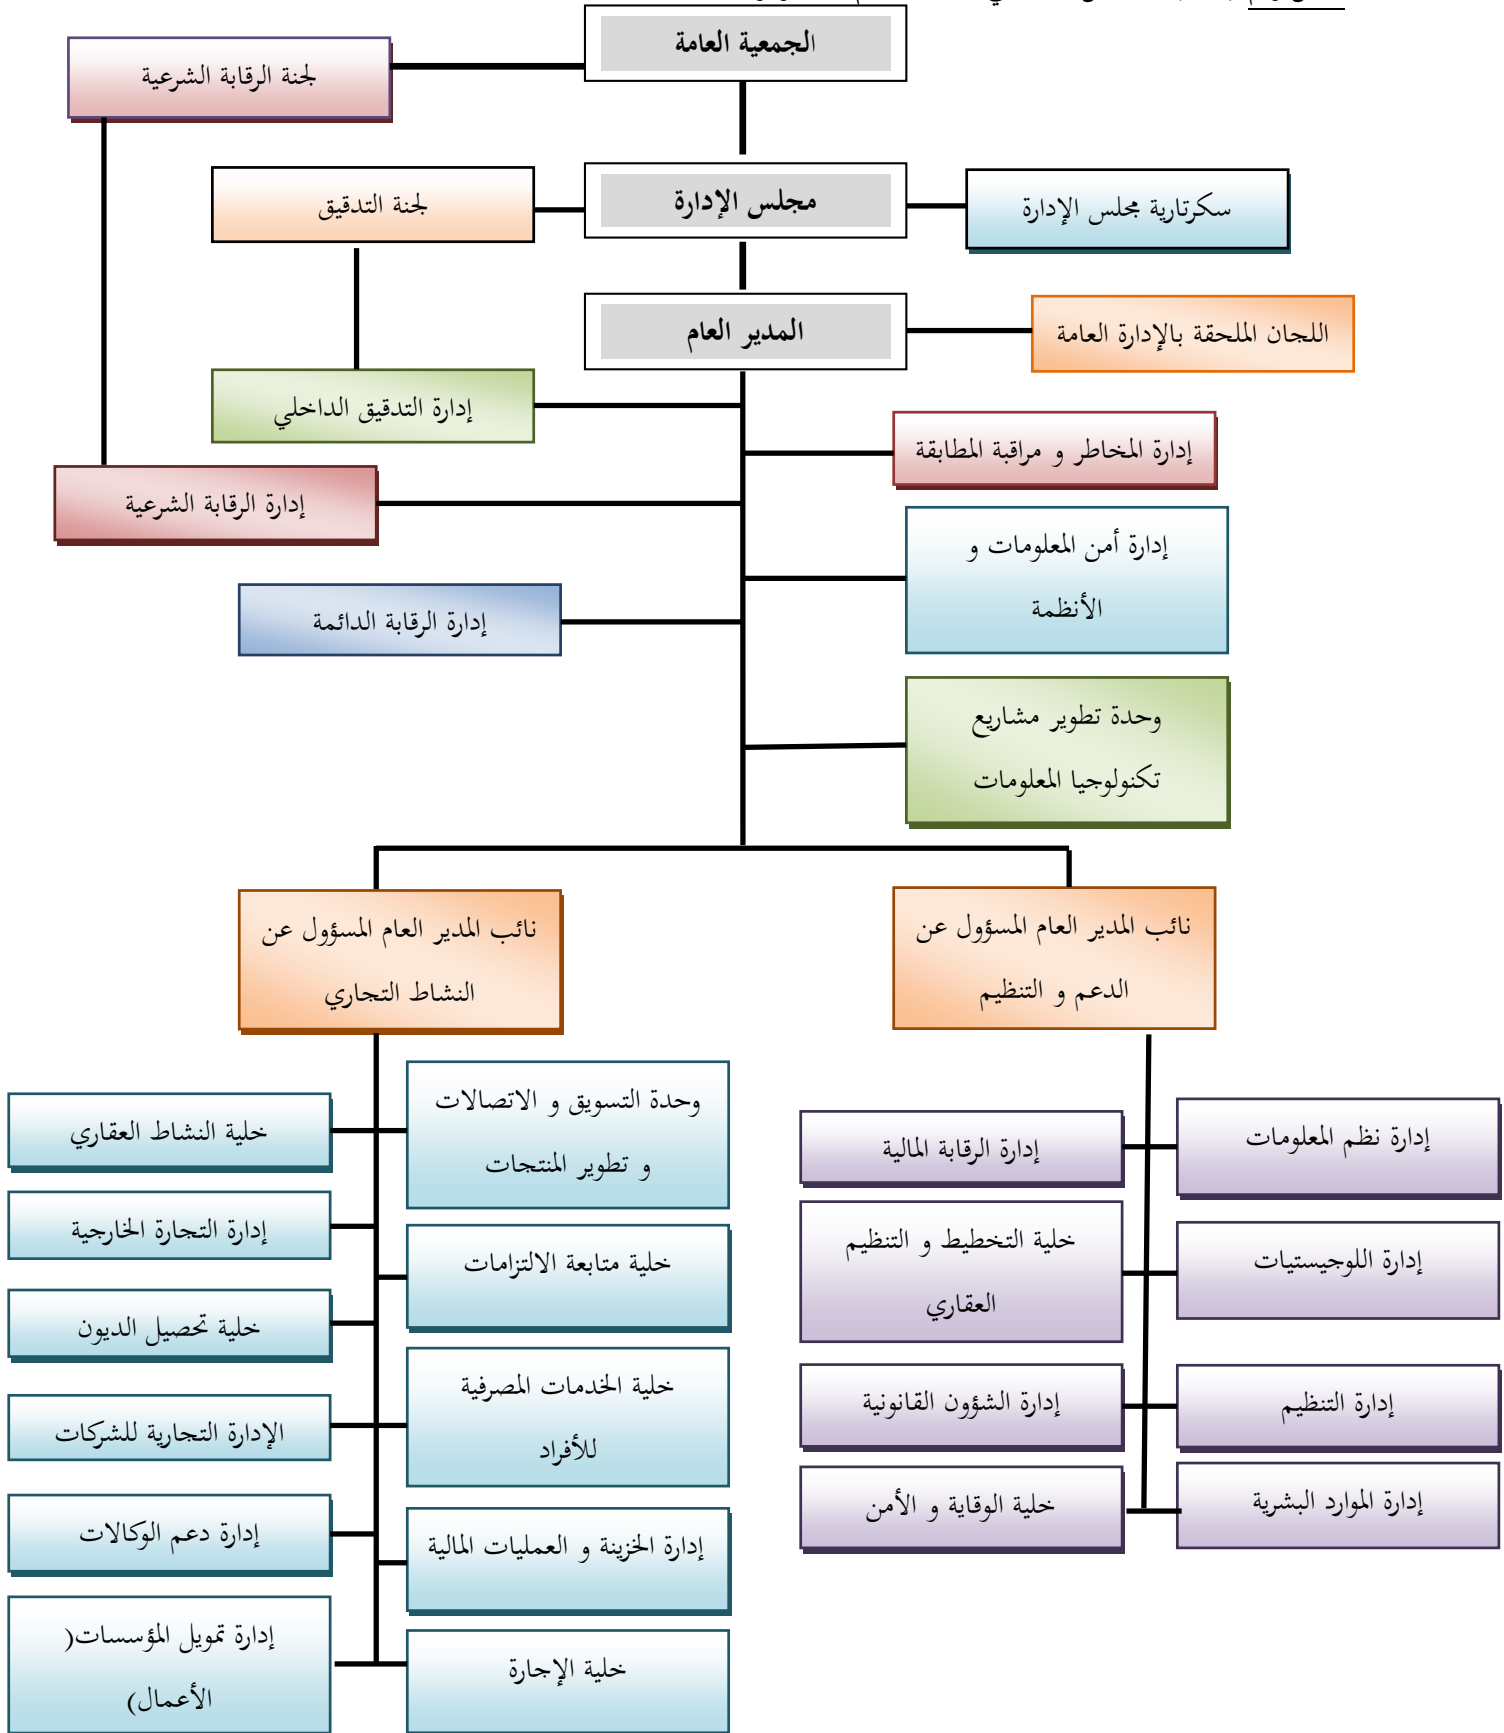 الجمعية العامة
لجنة الرقابة الشرعية
سكرتارية مجلس الإدارة
مجلس الإدارة
لجنة التدقيق
اللجان الملحقة بالإدارة العامة
المدير العام
إدارة التدقيق الداخلي
إدارة المخاطر و مراقبة المطابقة
إدارة الرقابة الشرعية
إدارة أمن المعلومات و
الأنظمة
إدارة الرقابة الدائمة
وحدة تطوير مشاريع
تكنولوجيا المعلومات
نائب المدير العام المسؤول عن
الدعم و التنظيم
نائب المدير العام المسؤول عن
النشاط التجاري
إدارة نظم المعلومات
إدارة الرقابة المالية
إدارة اللوجيستيات
خلية التخطيط و التنظيم
العقاري
إدارة التنظيم
إدارة الشؤون القانونية
إدارة الموارد البشرية
خلية الوقاية و الأمن
وحدة التسويق و الاتصالات
و تطوير المنتجات
خلية النشاط العقاري
إدارة التجارة الخارجية
خلية متابعة الالتزامات
خلية تحصيل الديون
خلية الخدمات المصرفية
للأفراد
الإدارة التجارية للشركات
إدارة الخزينة و العمليات المالية
إدارة دعم الوكالات
خلية الإجارة
إدارة تمويل المؤسسات(
الأعمال)